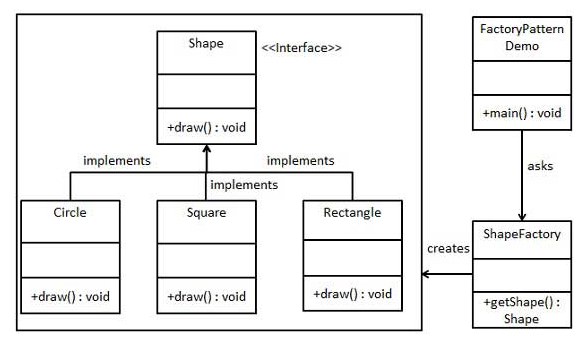 Shape
<<Interface>>
+draw() : void
implements
implements
implements
Circle
+draw() : void
Square
+draw() : void
Rectangle
+draw() : void
FactoryPattern
Demo
+main() : void
asks
creates
ShapeFactory
+getShape() :
Shape